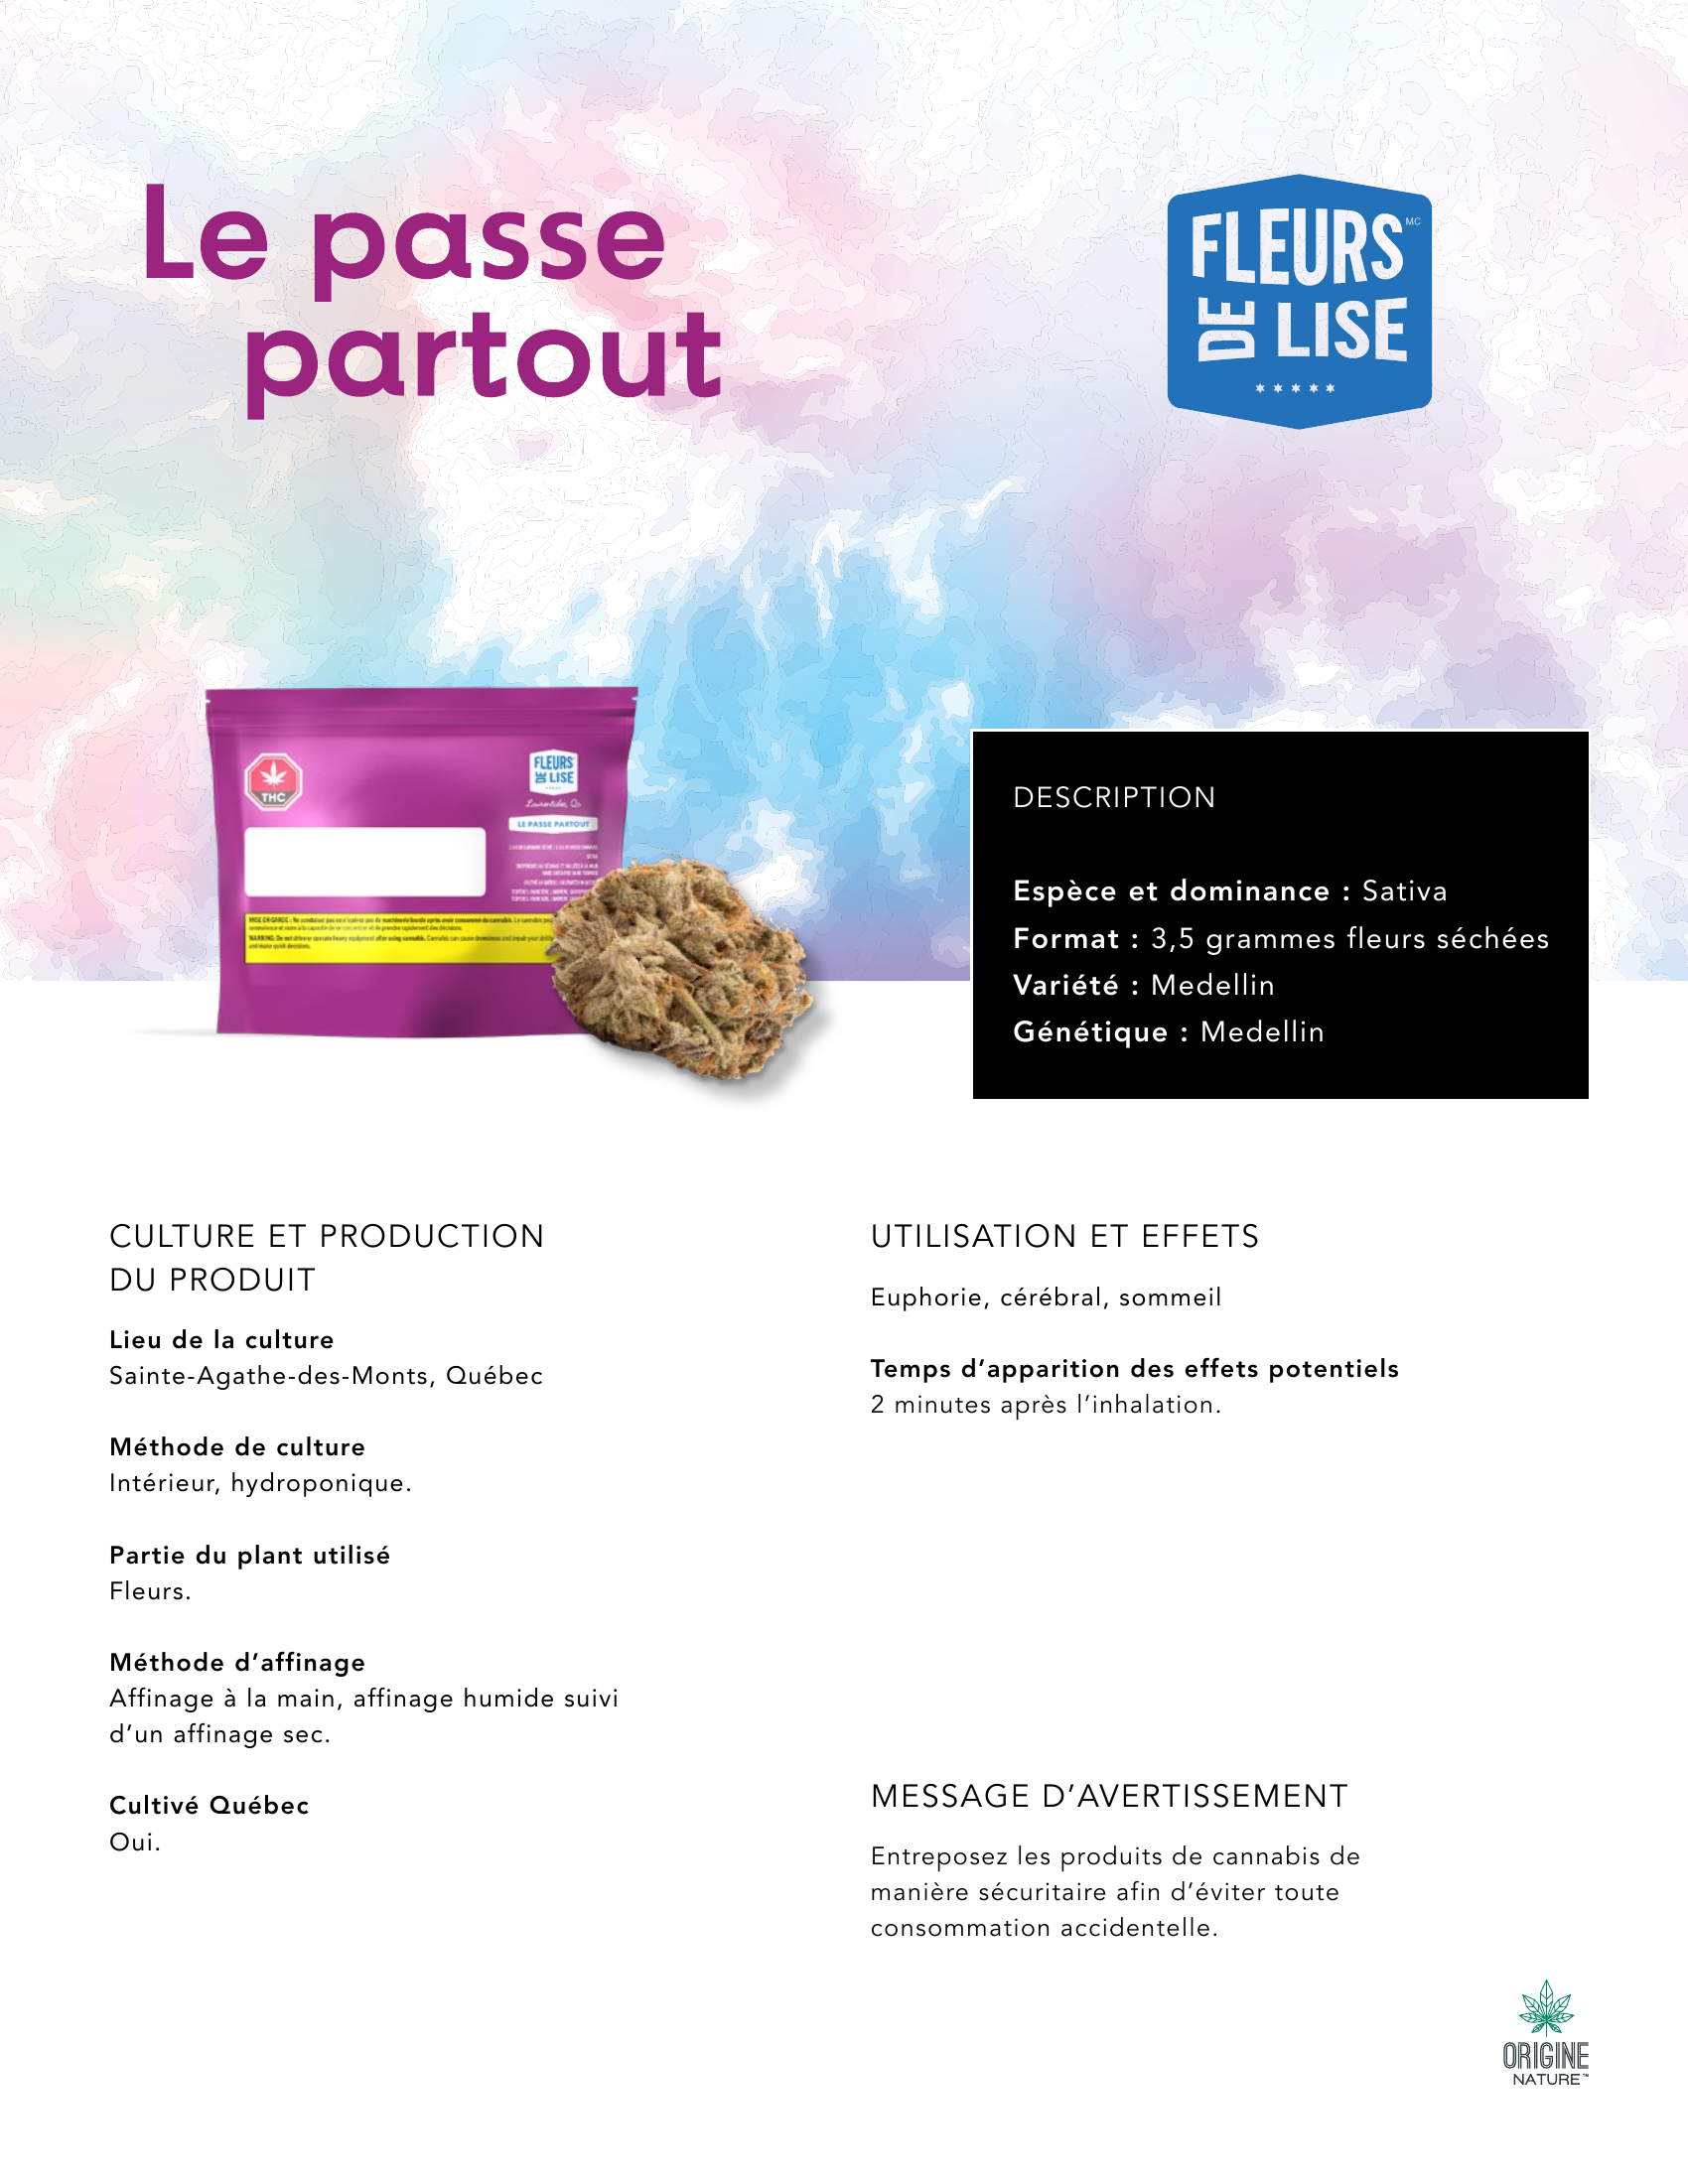 Le passe
partout
FLEURS MC
DE LISE
THC
FLEURS
DE LISE
LE PASSE PARTOUT
DESCRIPTION
Espèce et dominance : Sativa
Format : 3,5 grammes fleurs séchées
Variété : Medellin
Génétique : Medellin
CULTURE ET PRODUCTION
DU PRODUIT
Lieu de la culture
Sainte-Agathe-des-Monts, Québec
Méthode de culture
Intérieur, hydroponique.
Partie du plant utilisé
Fleurs.
Méthode d’affinage
Affinage à la main, affinage humide suivi
d’un affinage sec.
Cultivé Québec
Oui.
UTILISATION ET EFFETS
Euphorie, cérébral, sommeil
Temps d’apparition des effets potentiels
2 minutes après l’inhalation.
MESSAGE D’AVERTISSEMENT
Entreposez les produits de cannabis de
manière sécuritaire afin d’éviter toute
consommation accidentelle.
ORIGINE
NATURE™